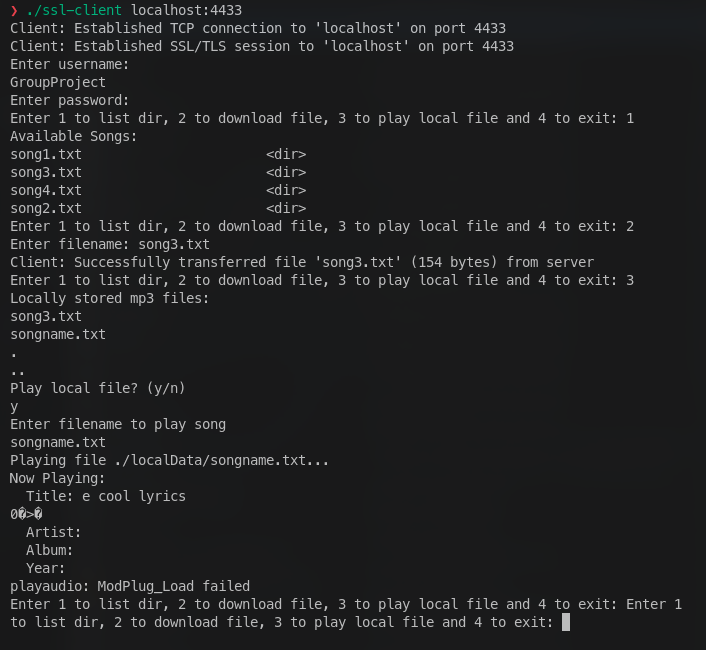 ❯ ./ssl-client localhost:4433
Client: Established TCP connection to 'localhost' on port 4433
Client: Established SSL/TLS session to 'localhost' on port 4433
Enter username:
GroupProject
Enter password:
Enter 1 to list dir, 2 to download file, 3 to play local file and 4 to exit: 1
Available Songs:
song1.txt                       <dir>
song3.txt                       <dir>
song4.txt                       <dir>
song2.txt                       <dir>
Enter 1 to list dir, 2 to download file, 3 to play local file and 4 to exit: 2
Enter filename: song3.txt
Client: Successfully transferred file 'song3.txt' (154 bytes) from server
Enter 1 to list dir, 2 to download file, 3 to play local file and 4 to exit: 3
Locally stored mp3 files:
song3.txt
songname.txt
.
..
Play local file? (y/n)
y
Enter filename to play song
songname.txt
Playing file ./localData/songname.txt...
Now Playing:
  Title: e cool lyrics
0�>�
  Artist:
  Album:
  Year:
playaudio: ModPlug_Load failed
Enter 1 to list dir, 2 to download file, 3 to play local file and 4 to exit: Enter 1
to list dir, 2 to download file, 3 to play local file and 4 to exit: